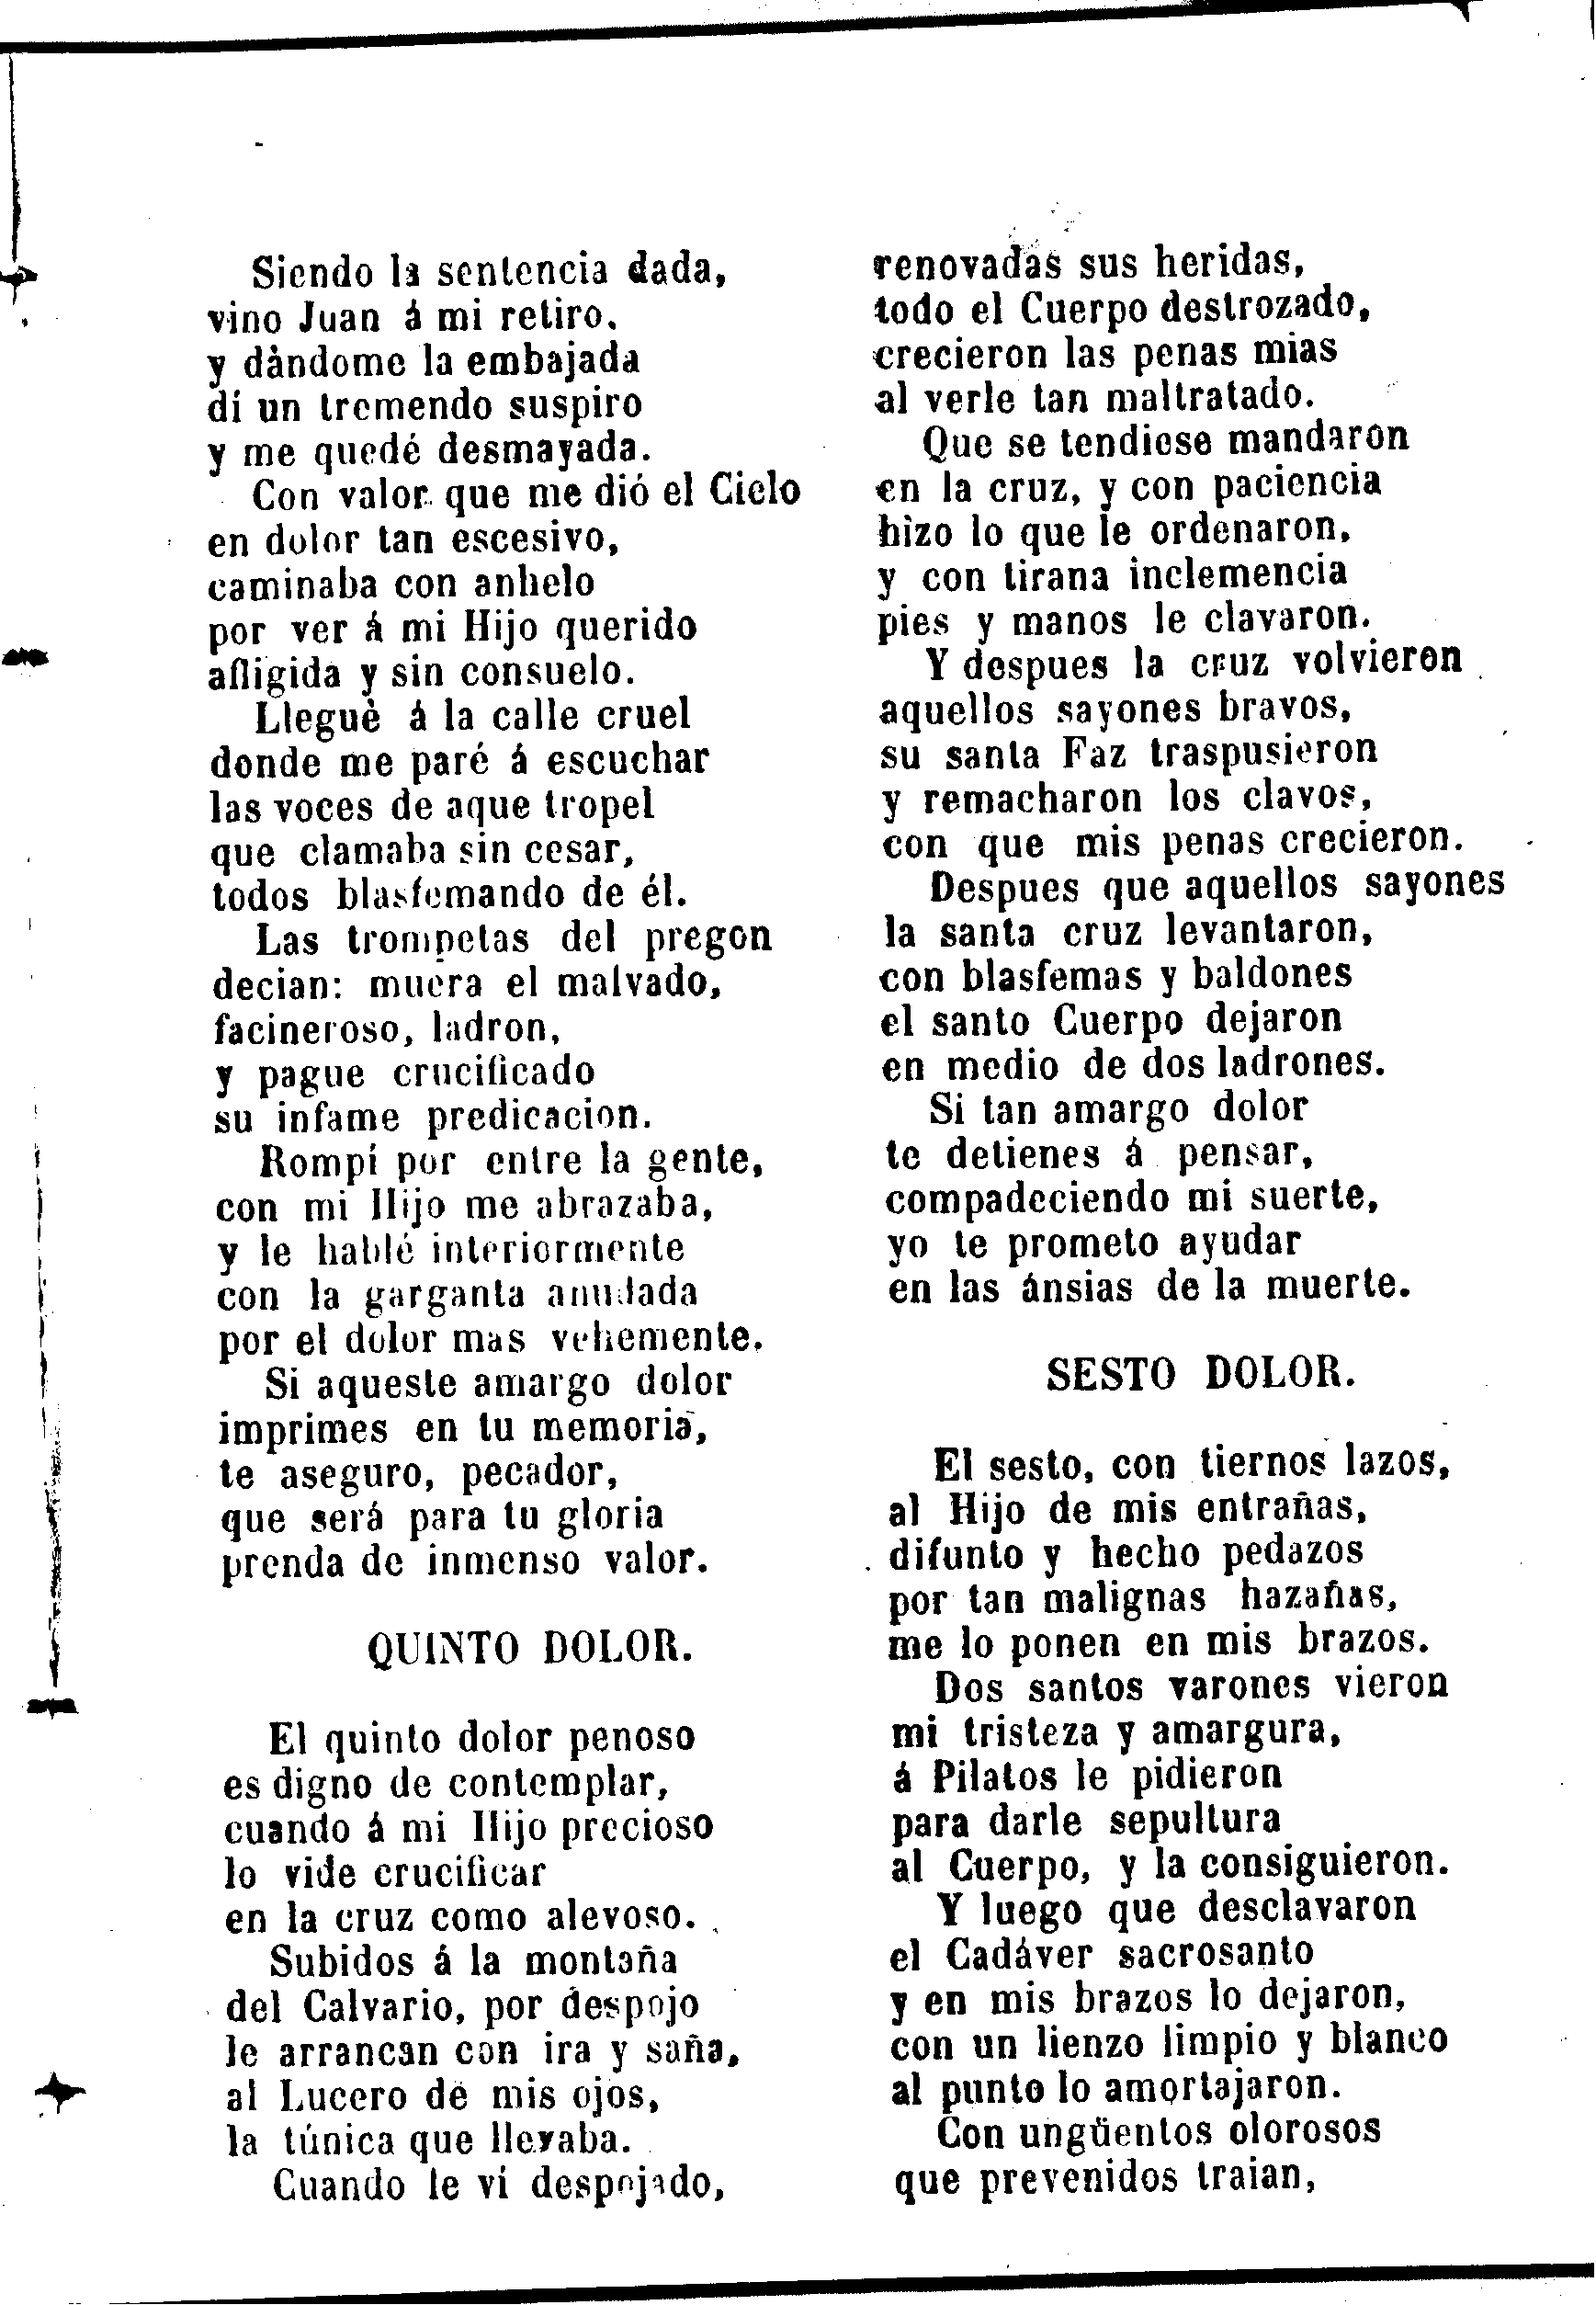 Siendo la sentencia dada,
vino Juan á mi retiro,
y dàndome la embajada
dí un tremendo suspiro
y me quedé desmayada.
Con valor que me dió el Cielo
en dolor tan escesivo,
caminaba con anhelo
por ver á mi Hijo querido
afligida y sin consuelo.
Lleguè á la calle cruel
donde me paré á escuchar
las voces de aque tropel
que clamaba sin cesar,
todos blasfemando de él.
Las trompetas del pregon
decian: muera el malvado,
facineroso, ladron,
y pague crucificado
su infame predicacion.
Rompí por entre la gente,
con mi Hijo me abrazaba,
y le hablé interiormente
con la garganta anudada
por el dolor mas vehemente.
Si aqueste amargo dolor
imprimes en tu memoria,
te aseguro, pecador,
que será para tu gloria
prenda de inmenso valor.
QUINTO DOLOR.
El quinto dolor penoso
es digno de contemplar,
cuando á mi Hijo precioso
lo vide crucificar
en la cruz como alevoso.
Subidos á la montaña
del Calvario, por despojo
le arrancan con ira y saña,
al Lucero de mis ojos,
la túnica que llevaba.
Cuando le ví despojado,
renovadas sus heridas,
todo el Cuerpo destrozado,
crecieron las penas mias
al verle tan maltratado.
Que se tendiese mandaron
en la cruz, y con paciencia
hizo lo que le ordenaron,
y con tirana inclemencia
pies y manos le clavaron.
Y despues la cruz volvieron
aquellos sayones bravos,
su santa Faz traspusieron
y remacharon los clavos,
con que mis penas crecieron.
Despues que aquellos sayones
la santa cruz levantaron,
con blasfemas y baldones
el santo Cuerpo dejaron
en medio de dos ladrones.
Si tan amargo dolor
te detienes á pensar,
compadeciendo mi suerte,
yo te prometo ayudar
en las ánsias de la muerte.
SESTO DOLOR.
El sesto, con tiernos lazos,
al Hijo de mis entrañas,
difunto y hecho pedazos
por tan malignas hazañas,
me lo ponen en mis brazos.
Dos santos varones vieron
mi tristeza y amargura,
á Pilatos le pidieron
para darle sepultura
al Cuerpo, y la consiguieron.
Y luego que desclavaron
el Cadáver sacrosanto
y en mis brazos lo dejaron,
con un lienzo limpio y blanco
al punto lo amortajaron.
Con ungüentos olorosos
que prevenidos traian,